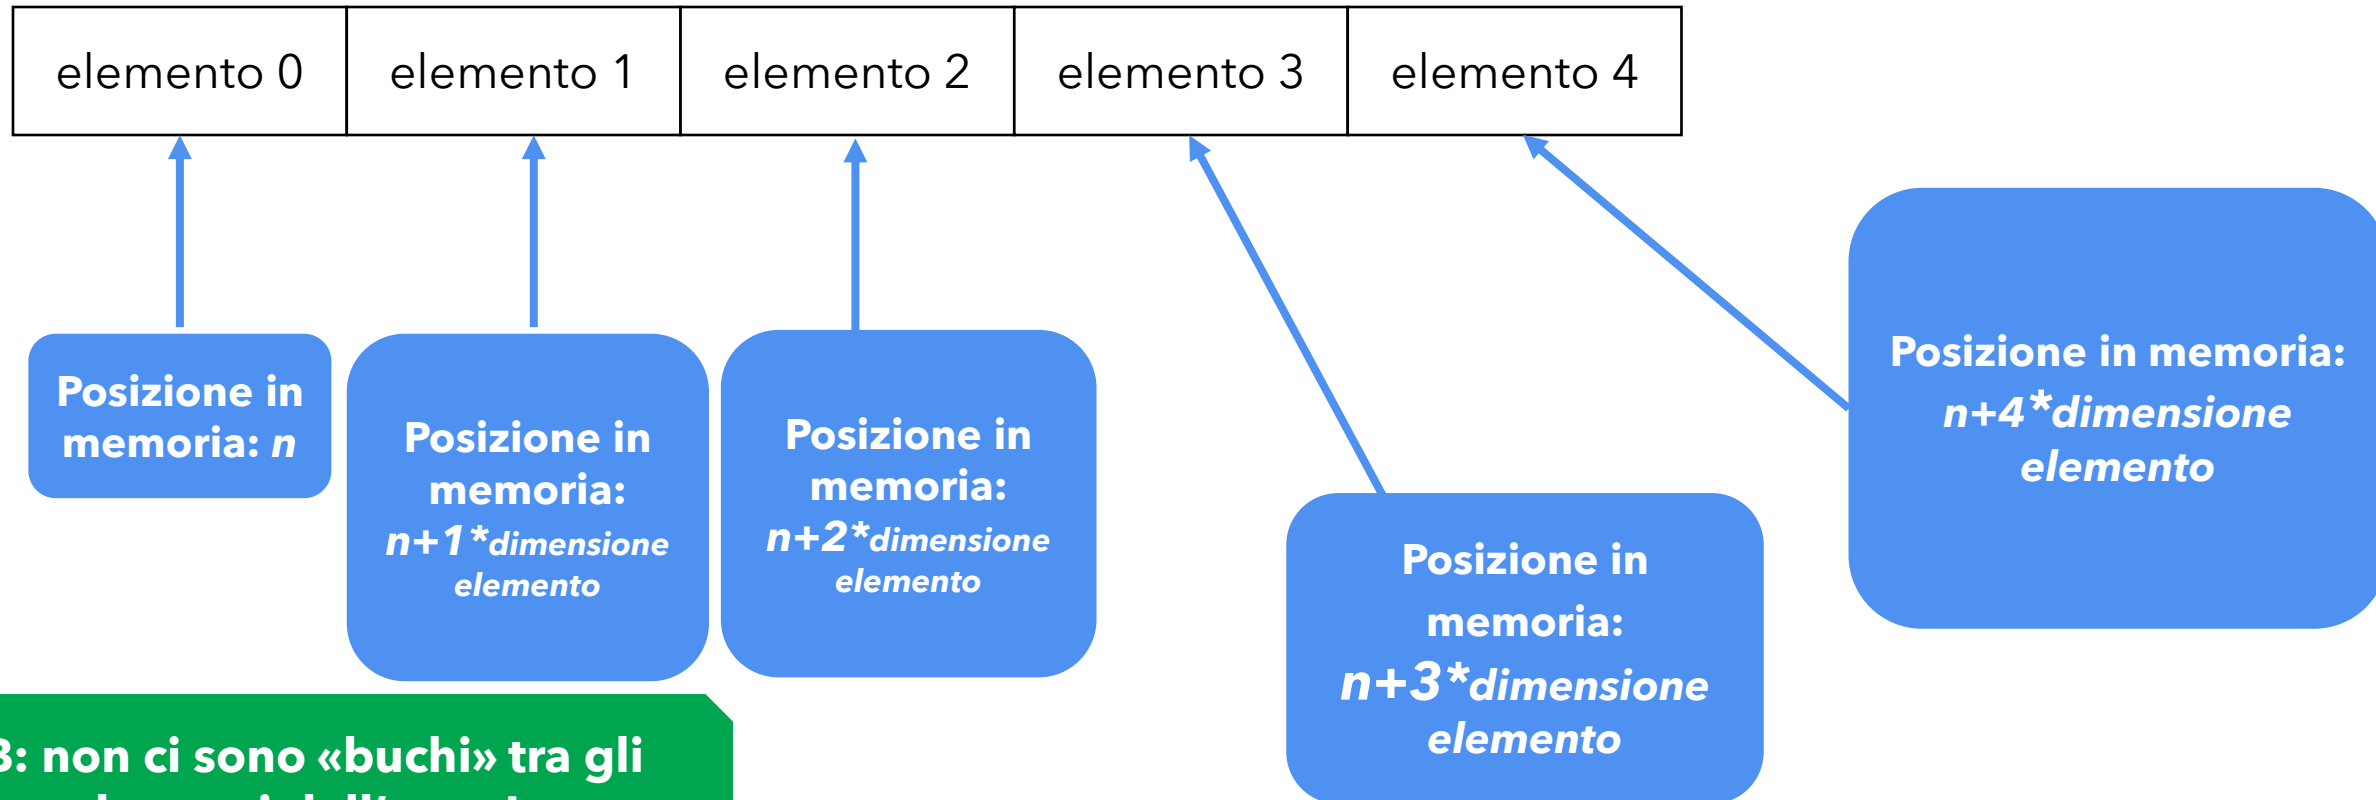 elemento 0
elemento 1
elemento 2
elemento 3
elemento 4
Posizione in
memoria: n
Posizione in
memoria:
n+1*dimensione
elemento
Posizione in
memoria:
n+2*dimensione
elemento
Posizione in
memoria:
n+3*dimensione
elemento
Posizione in memoria:
n+4*dimensione
elemento
: non ci sono «buchi» tra gli